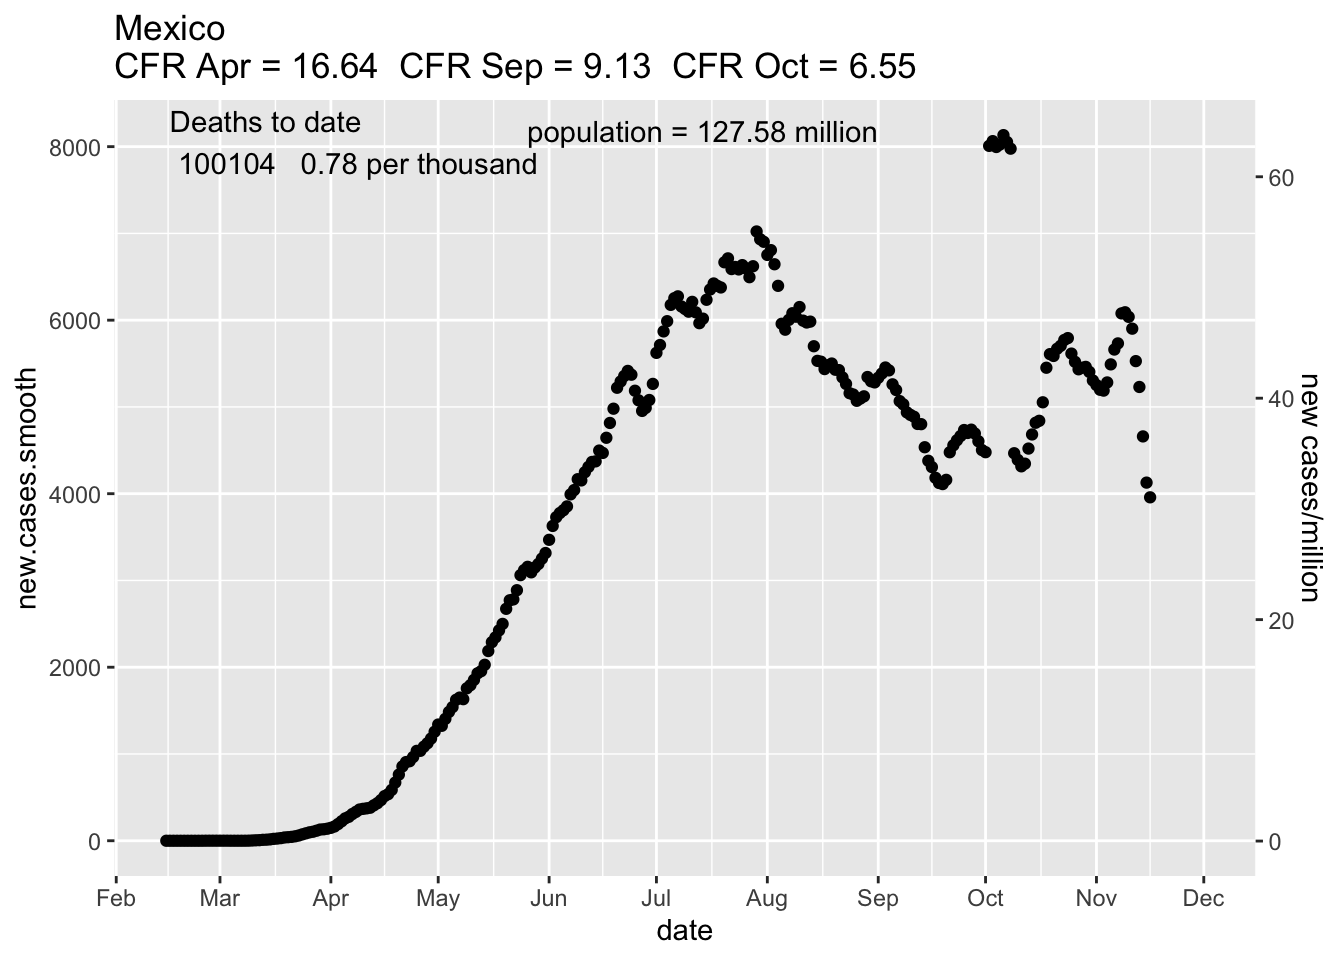 Mexico
CFR Apr = 16.64  CFR Sep = 9.13  CFR Oct = 6.55
Deaths to date
100104   0.78 per thousand
population = 127.58 million
8000
6000
4000
2000
0
new.cases.smooth
60
40
20
0
new cases/million
Feb Mar Apr May Jun Jul Aug Sep Oct Nov Dec
date